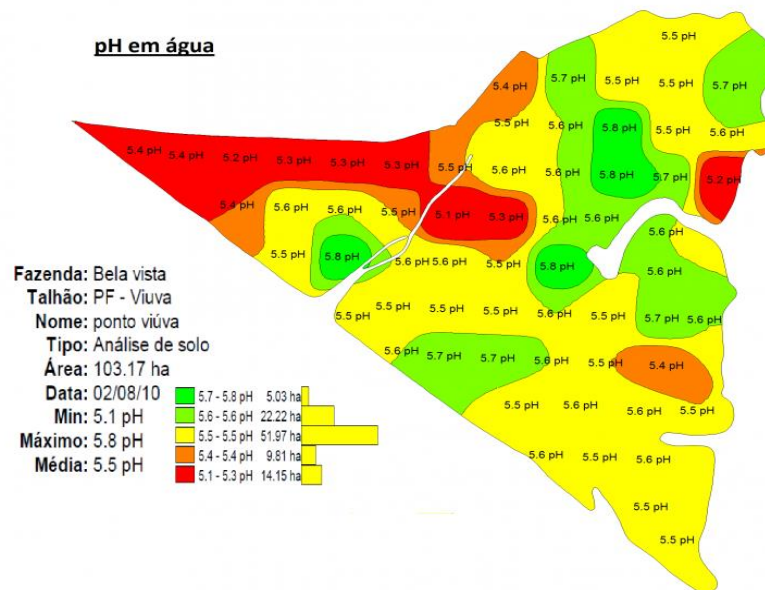 pH em água
5.5 pH
5.7 pH 5.5 pH 5.5 pH 5.7 pH
5.4 pH
5.5 pH 5.6 pH 5.8 pH 5.5 pH 5.6 pH
5.4 pH 5.4 pH 5.2 pH 5.3 pH 5.3 pH 5.3 pH 5.5 pH 5.6 pH 5.6 pH 5.8 pH 5.7 pH 5.2 pH
5.4 pH 5.6 pH 5.6 pH 5.5 pH 5.1 pH 5.3 pH 5.6 pH 5.6 pH
5.6 pH
5.5 pH 5.8 pH 5.6 pH 5.6 pH 5.5 pH 5.8 pH 5.6 pH
5.5 pH 5.5 pH 5.5 pH 5.5 pH 5.5 pH 5.5 pH 5.7 pH 5.6 pH
5.6 pH 5.7 pH 5.7 pH 5.6 pH 5.5 pH 5.4 pH
5.5 pH 5.6 pH 5.6 pH 5.5 pH
5.6 pH 5.5 pH 5.6 pH
5.5 pH
5.5 pH
Fazenda: Bela vista
Talhão: PF - Viuva
Nome: ponto viúva
Tipo: Análise de solo
Área: 103.17 ha
Data: 02/08/10
Min: 5.1 pH
Máximo: 5.8 pH
Média: 5.5 pH
5.7 - 5.8 pH 5.03 ha
5.6 - 5.6 pH 22.22 ha
5.5 - 5.5 pH 51.97 ha
5.4 - 5.4 pH 9.81 ha
5.1 - 5.3 pH 14.15 ha